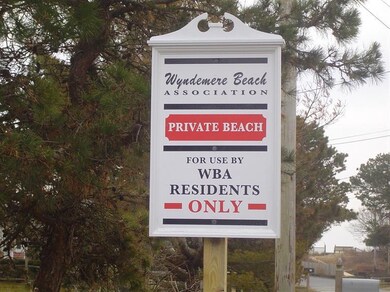 Wyndemere Beach
ASSOCIATION
PRIVATE BEACH
FOR USE BY
WBA
RESIDENTS
ONLY